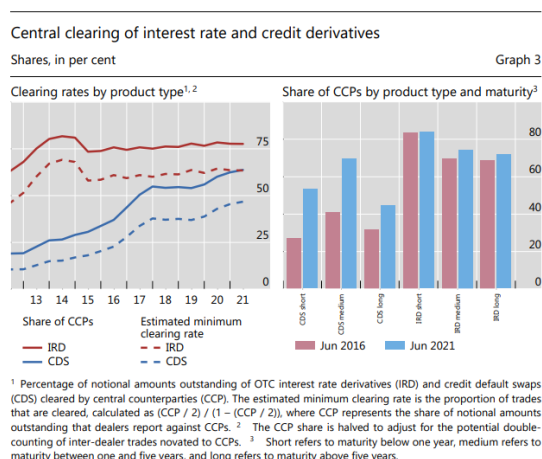 Central clearing of interest rate and credit derivatives
Shares, in per cent Graph 3
Clearing rates by product type1, 2 Share of CCPs by product type and maturity3
75
50
25
0
13 14 15 16 17 18 19 20 21
Share of CCPs Estimated minimum
clearing rate
IRD IRD
CDS CDS
80
60
40
20
0
CDS short
CDS medium
CDS long
IRD short
IRD medium
IRD long
Jun 2016 Jun 2021
1 Percentage of notional amounts outstanding of OTC interest rate derivatives (IRD) and credit default swaps
(CDS) cleared by central counterparties (CCP). The estimated minimum clearing rate is the proportion of trades
that are cleared, calculated as (CCP / 2) / (1 – (CCP / 2)), where CCP represents the share of notional amounts
outstanding that dealers report against CCPs. 2 The CCP share is halved to adjust for the potential double-
counting of inter-dealer trades novated to CCPs. 3 Short refers to maturity below one year, medium refers to
maturity between one and five years, and long refers to maturity above five years.